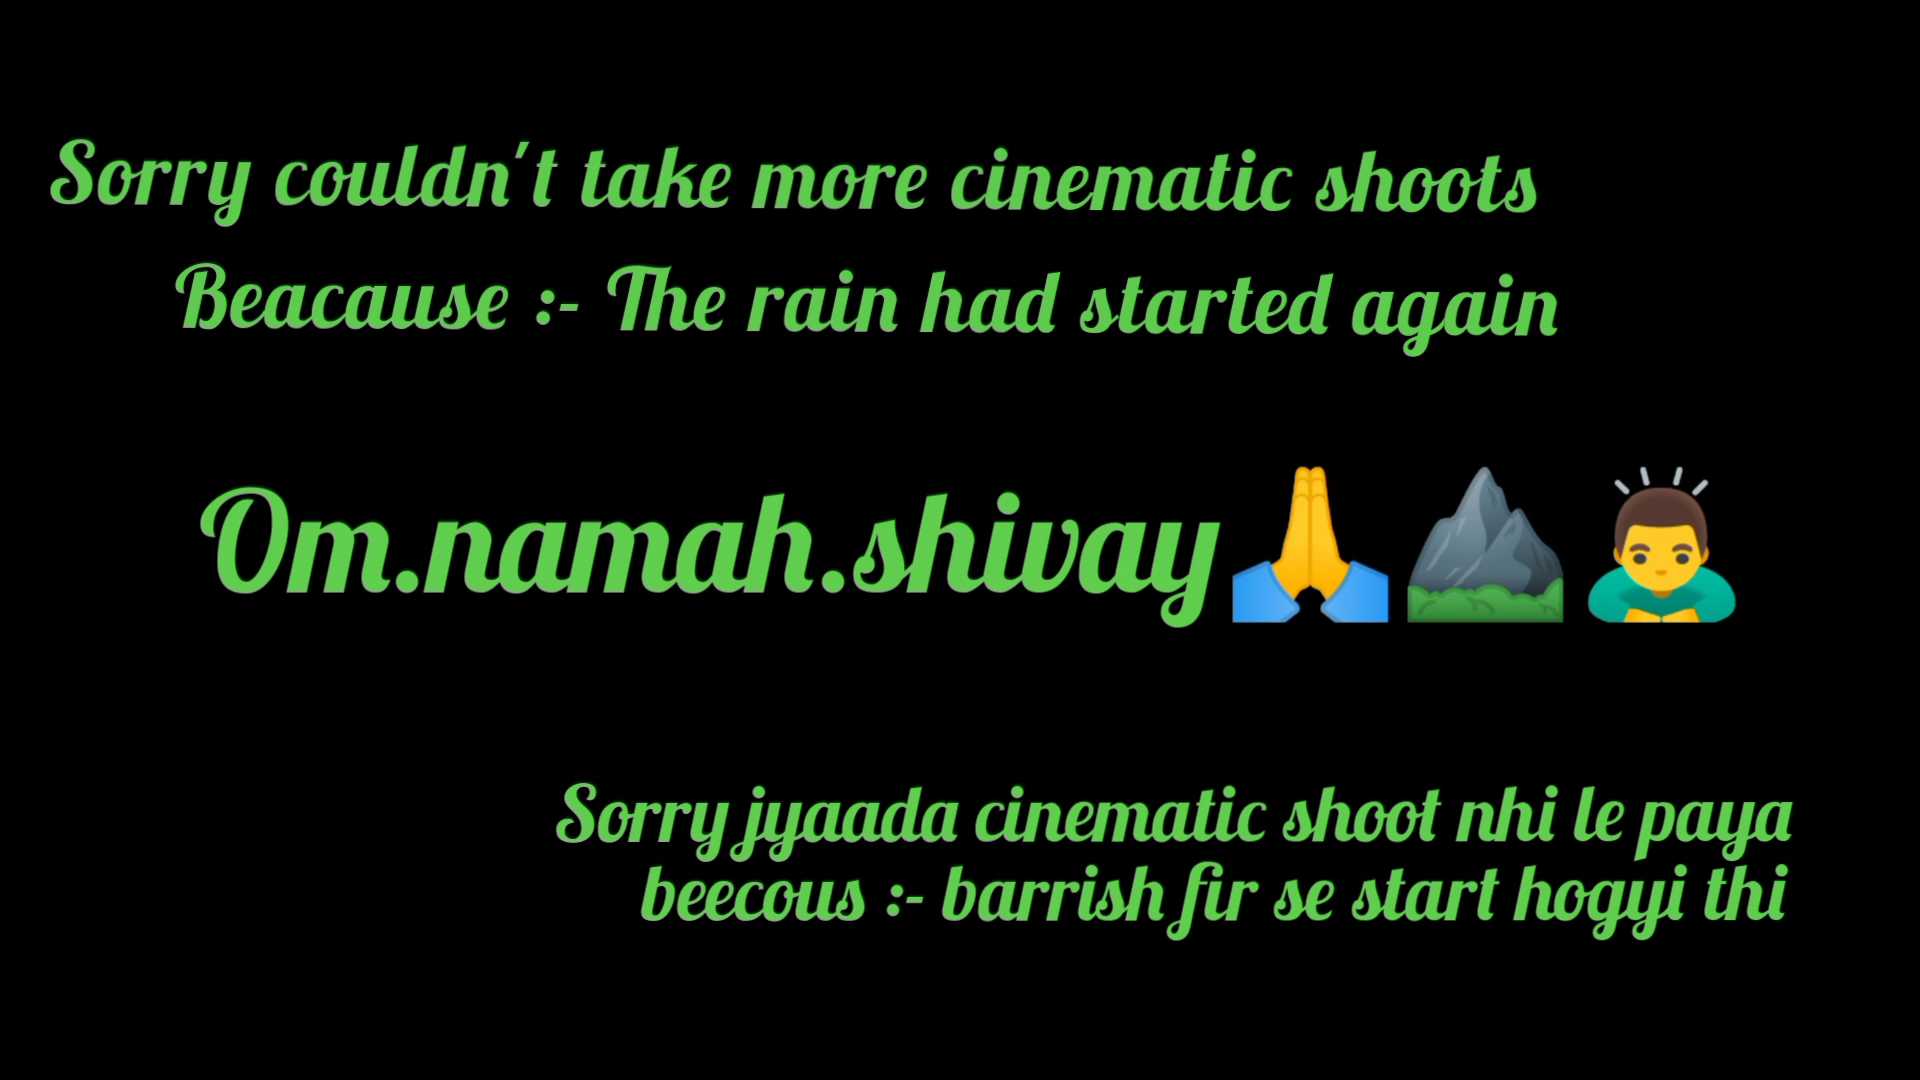 Sorry couldn't take more cinematic shoots
Beacause :- The rain had started again
Om.namah.shivay🙏⛰️🙇‍♂️
Sorry jyaada cinematic shoot nhi le paya
beecous :- barrish fir se start hogyi thi